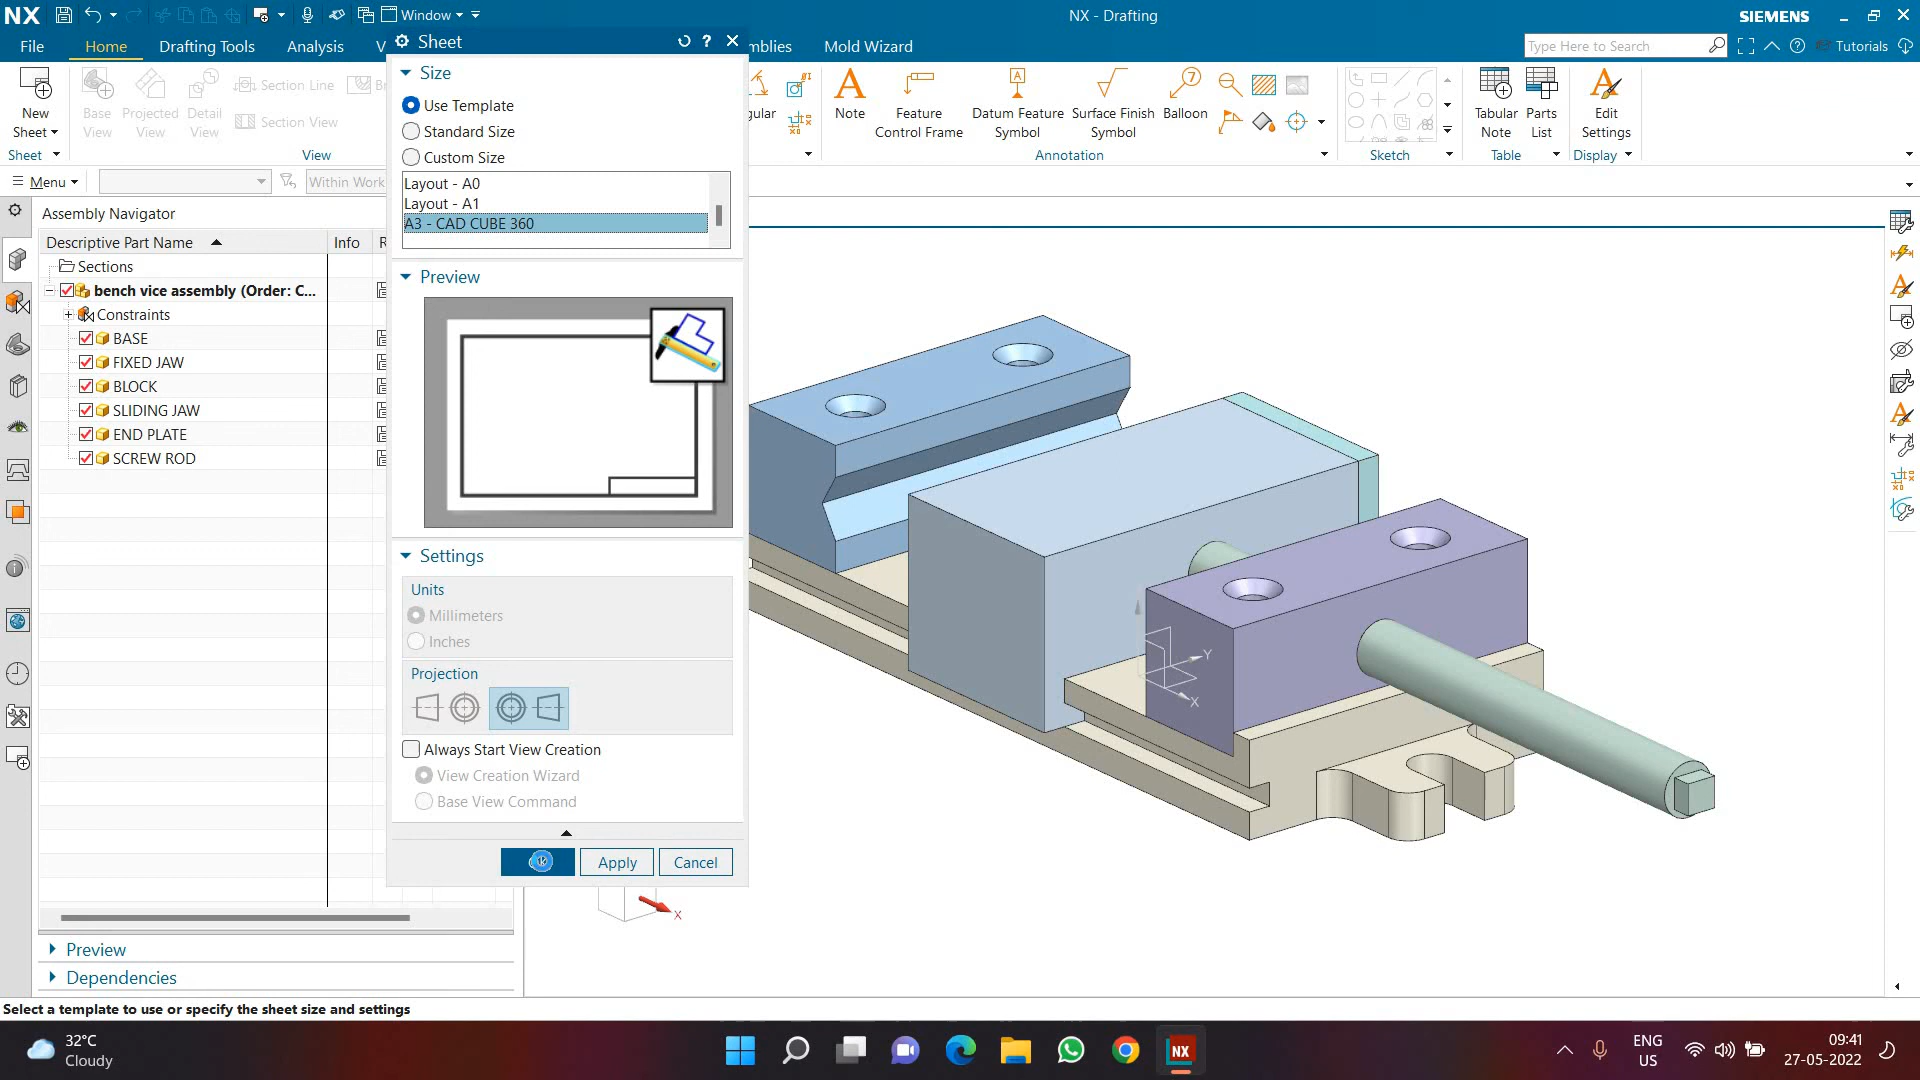 NX
Window
NX - Drafting
SIEMENS
File
Home
Drafting Tools
Analysis
V
Sheet
mblies
Mold Wizard
Type Here to Search
Tutorials
New
Sheet
Base
View
Projected
View
Detail
View
Section Line
Br
Section View
gular
Note
Feature
Control Frame
Datum Feature
Symbol
Surface Finish
Symbol
Balloon
Tabular
Note
Parts
List
Edit
Settings
Sheet
View
Annotation
Sketch
Table
Display
Menu
Within Work
Size
Use Template
Standard Size
Custom Size
Layout - A0
Layout - A1
A3 - CAD CUBE 360
Preview
Settings
Units
Millimeters
Inches
Projection
Always Start View Creation
View Creation Wizard
Base View Command
Apply
Cancel
Assembly Navigator
Descriptive Part Name
Info
R
Sections
bench vice assembly (Order: C...
Constraints
BASE
FIXED JAW
BLOCK
SLIDING JAW
END PLATE
SCREW ROD
Y
X
X
Preview
Dependencies
Select a template to use or specify the sheet size and settings
32°C
Cloudy
NX
ENG
US
09:41
27-05-2022